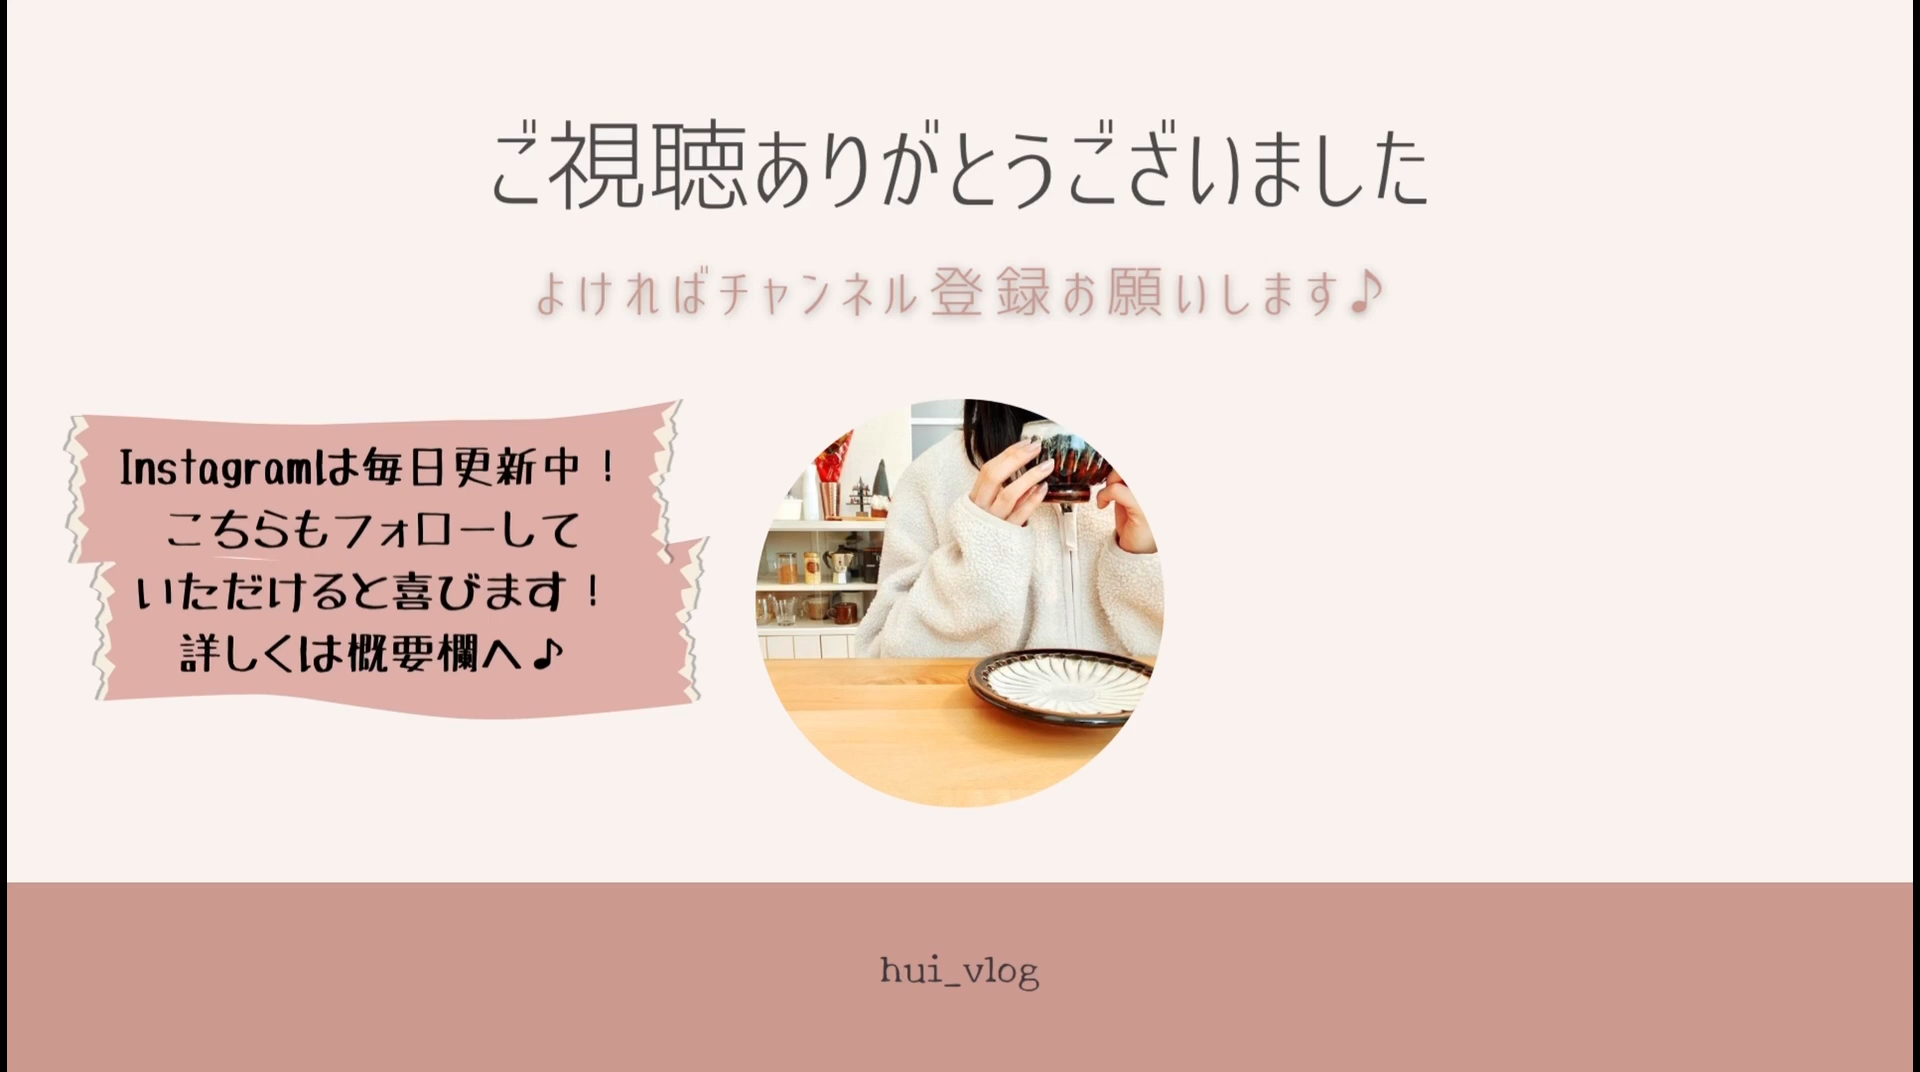 ご視聴ありがとうございました
よければチャンネル登録お願いします♪
Instagramは毎日更新中！
こちらもフォローして
いただけると喜びます！
詳しくは概要欄へ♪
hui_vlog